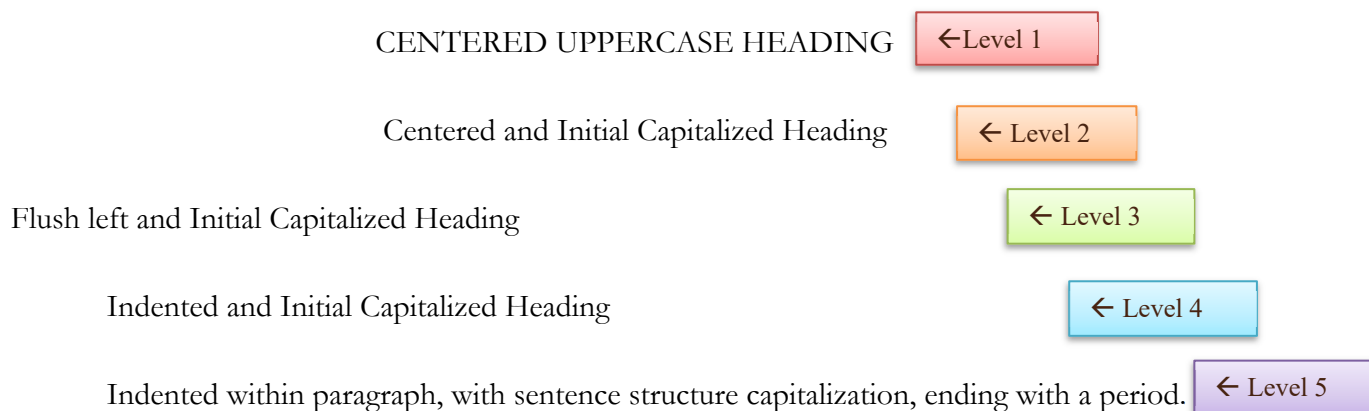 CENTERED UPPERCASE HEADING ←Level 1
Centered and Initial Capitalized Heading ← Level 2
Flush left and Initial Capitalized Heading ← Level 3
Indented and Initial Capitalized Heading ← Level 4
Indented within paragraph, with sentence structure capitalization, ending with a period. ← Level 5